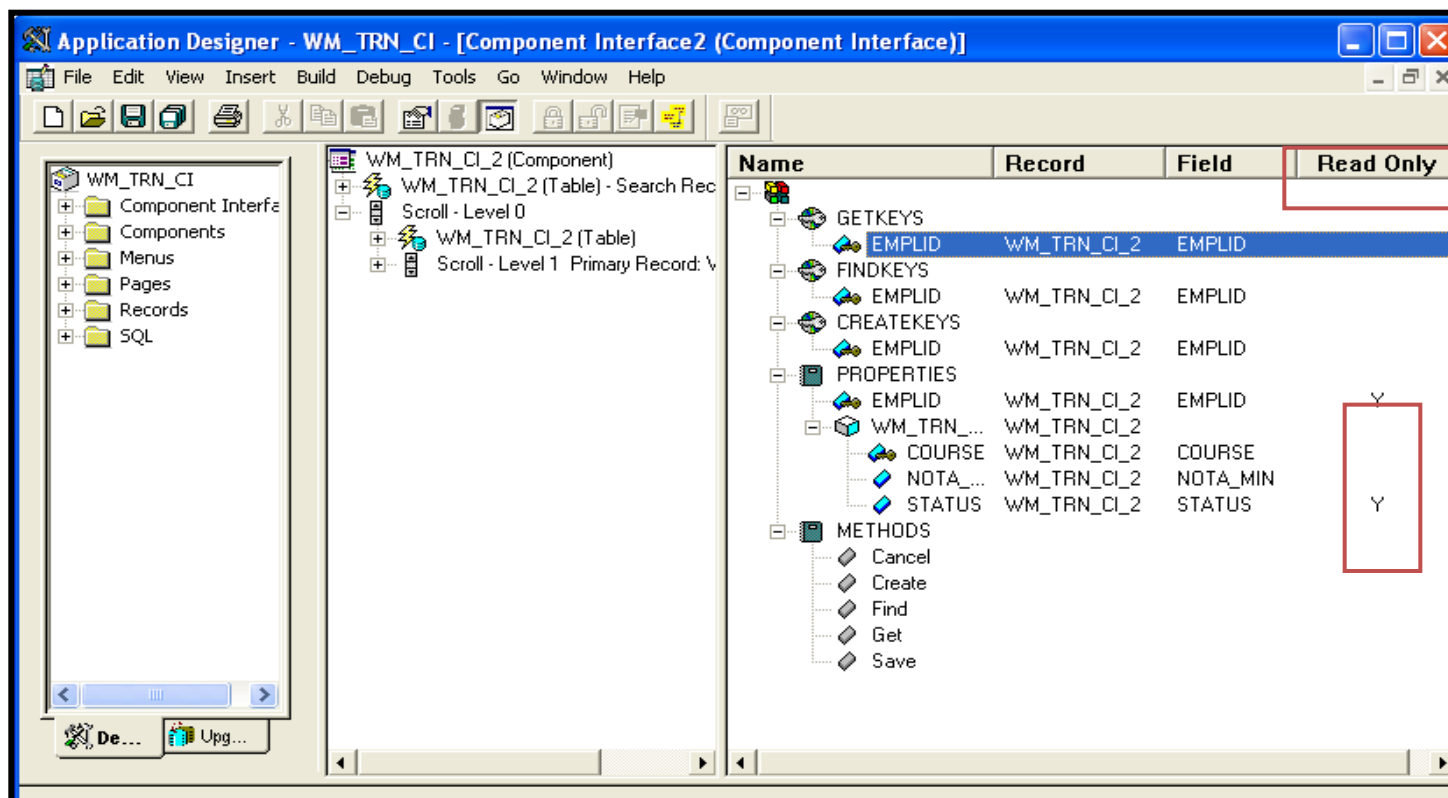 Application Designer - WM_TRN_CI - [Component Interface2 (Component Interface)]
File Edit View Insert Build Debug Tools Go Window Help
WM_TRN_CI
Component Interfa
Components
Menus
Pages
Records
SQL
De... Upg...
WM_TRN_CI_2 (Component)
WM_TRN_CI_2 (Table) - Search Rec
Scroll - Level 0
WM_TRN_CI_2 (Table)
Scroll - Level 1 Primary Record:
Name Record Field Read Only
GETKEYS
EMPLID WM_TRN_CI_2 EMPLID
FINDKEYS
EMPLID WM_TRN_CI_2 EMPLID
CREATEKEYS
EMPLID WM_TRN_CI_2 EMPLID
PROPERTIES
EMPLID WM_TRN_CI_2 EMPLID Y
WM_TRN_... WM_TRN_CI_2
COURSE WM_TRN_CI_2 COURSE
NOTA_... WM_TRN_CI_2 NOTA_MIN
STATUS WM_TRN_CI_2 STATUS Y
METHODS
Cancel
Create
Find
Get
Save